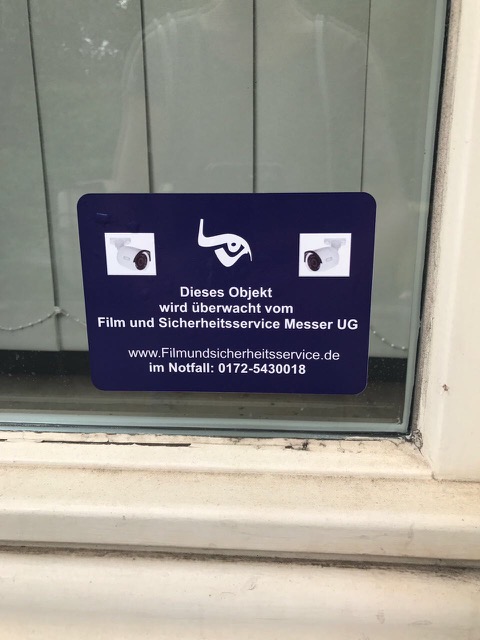 Dieses Objekt
wird überwacht vom
Film und Sicherheitsservice Messer UG
www.Filmundsicherheitsservice.de
im Notfall: 0172-5430018